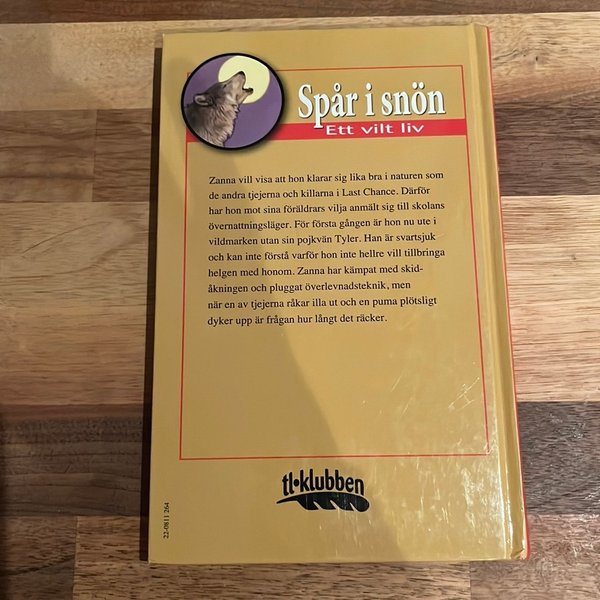 Spår i snön
Ett vilt liv
Zanna vill visa att hon klarar sig lika bra i naturen som
de andra tjejerna och killarna i Last Chance. Därför
har hon mot sina föräldrars vilja anmält sig till skolans
övernattningsläger. För första gången är hon nu ute i
vildmarken utan sin pojkvän Tyler. Han är svartsjuk
och kan inte förstå varför hon inte hellre vill tillbringa
helgen med honom. Zanna har kämpat med skid-
åkningen och pluggat överlevnadsteknik, men
när en av tjejerna råkar illa ut och en puma plötsligt
dyker upp är frågan hur långt det räcker.
tl•klubben
22-0811 264